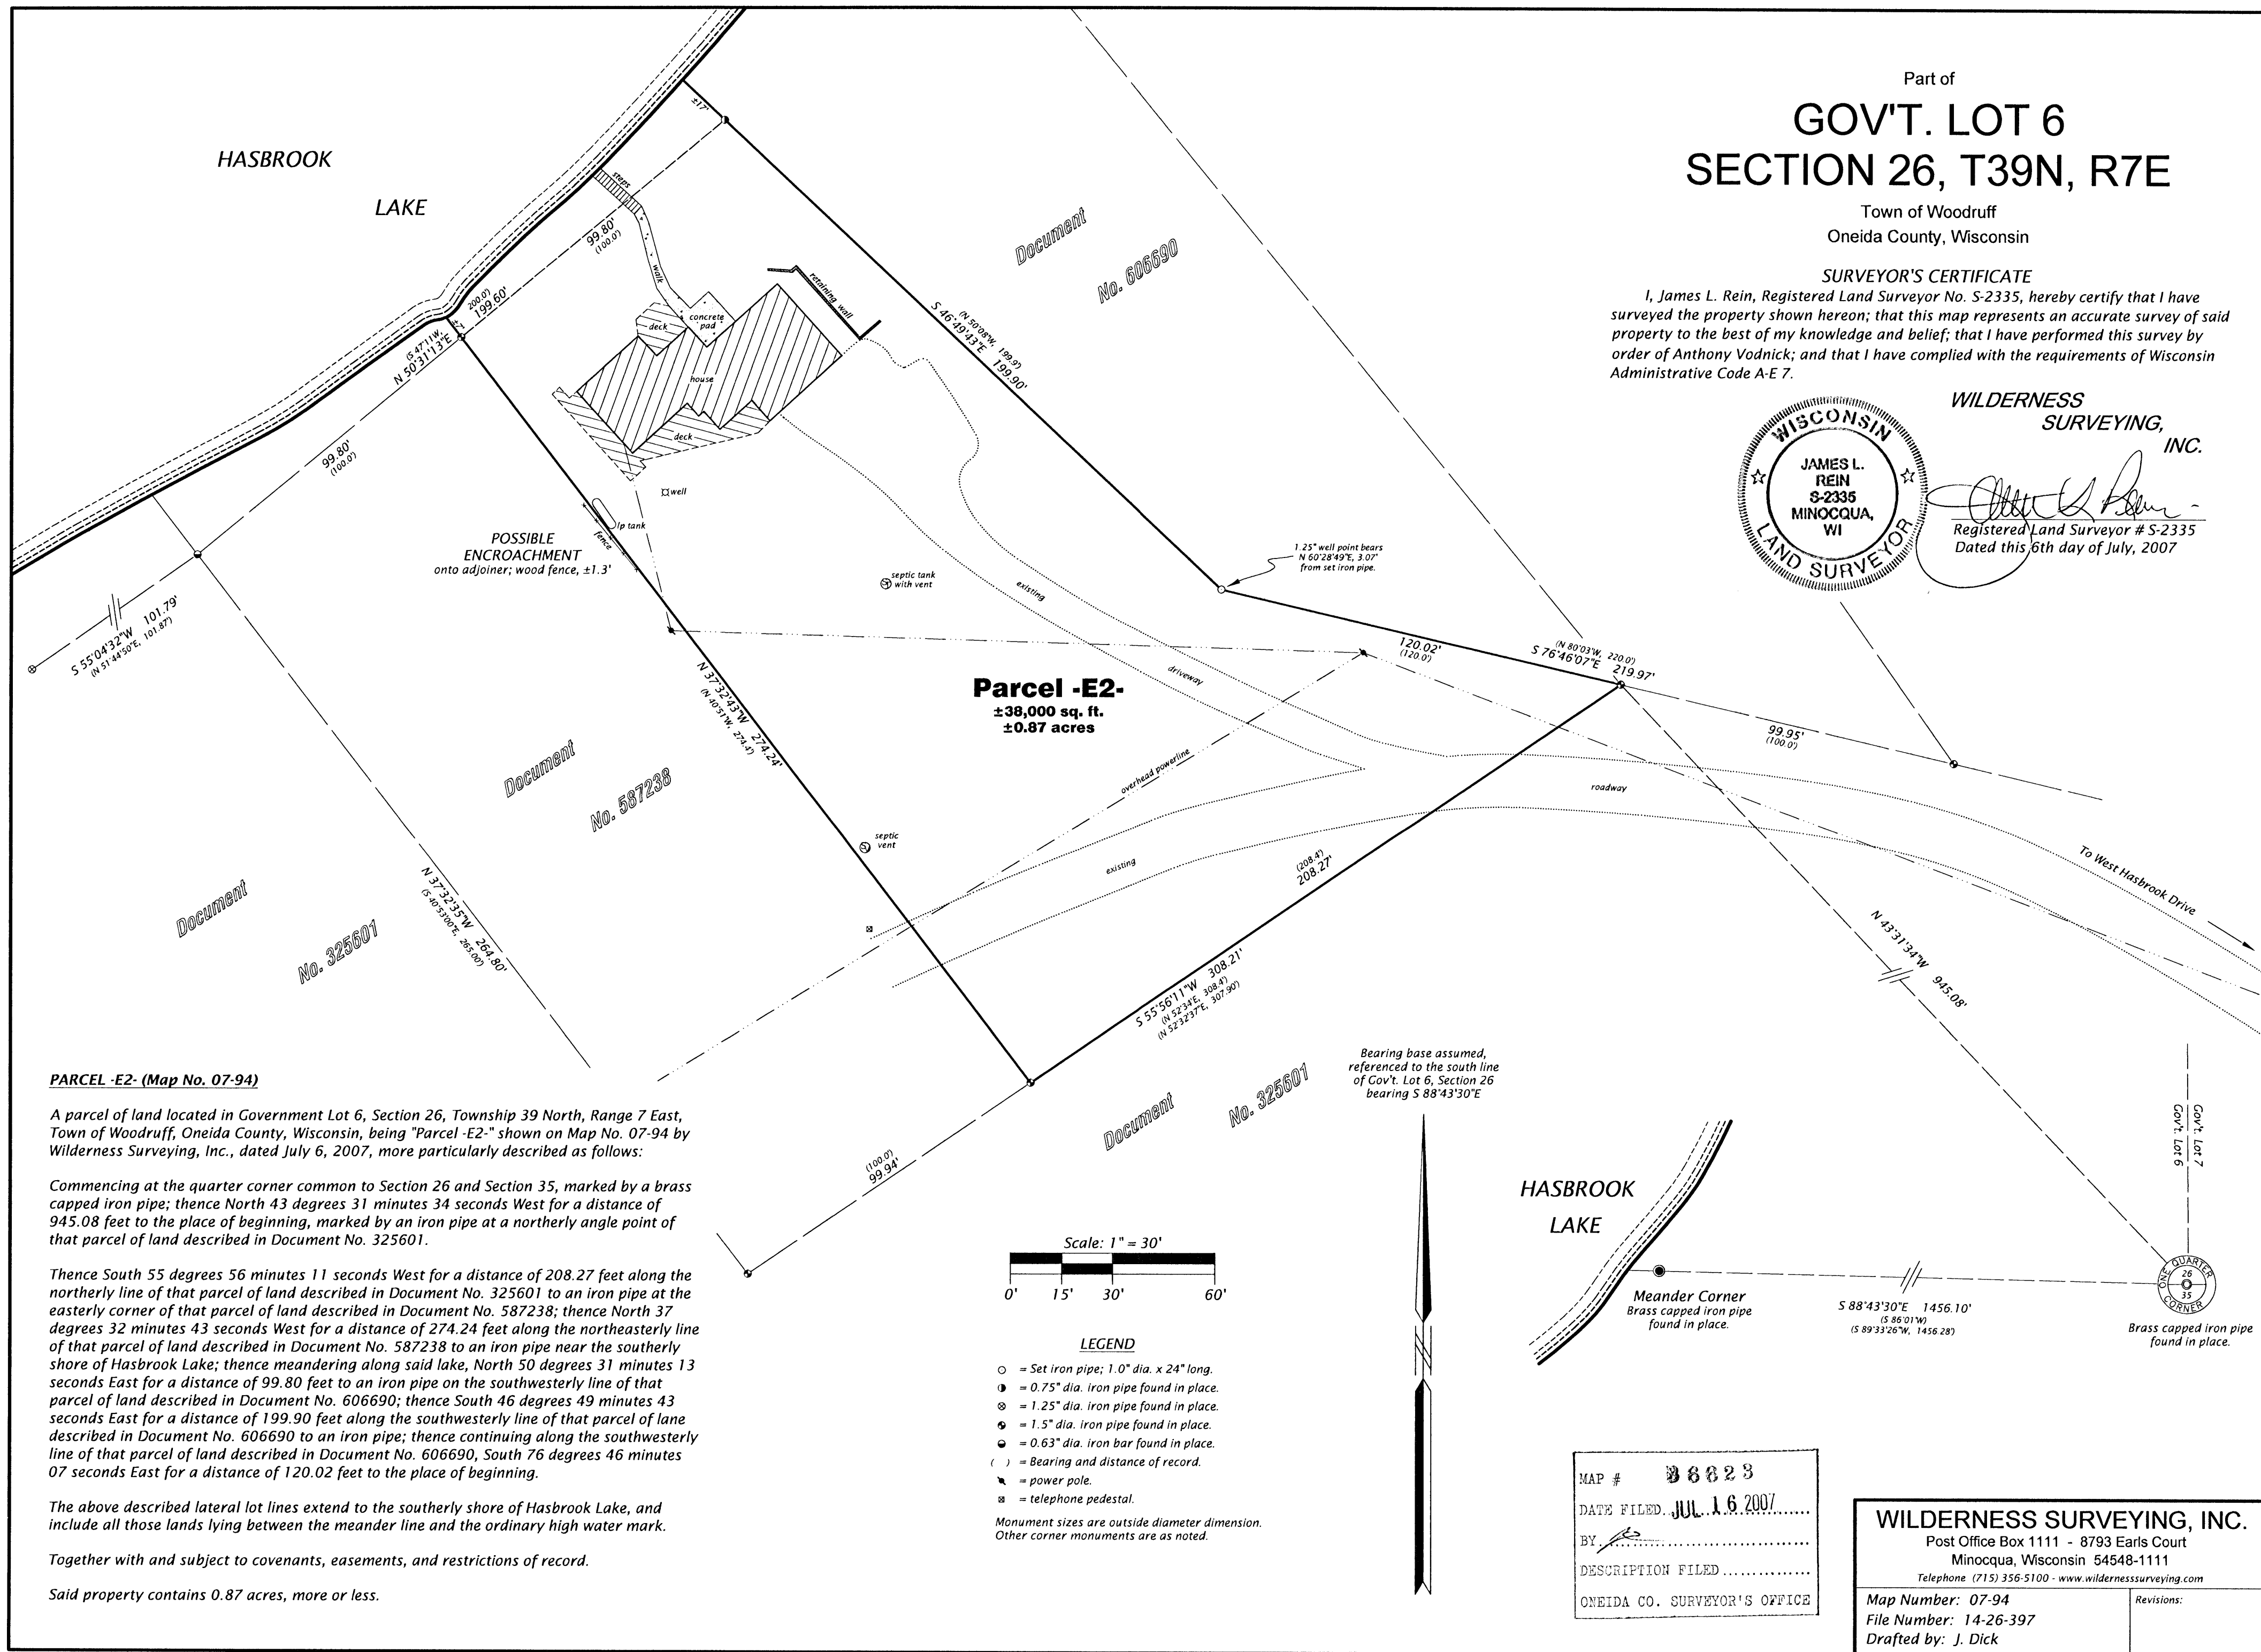 HASBROOK
LAKE
±17'
steps
99.80'
(100.0')
walk
retaining wall
deck
concrete
pad
house
deck
±7'
200.0')
199.60'
(S 47°11'W,
N 50°31'13"E
99.80'
(100.0')
S 55°04'32"W 101.79'
(N 51°44'50"E, 101.87')
Document
No. 606690
(N 50°08'W, 199.9')
S 46°49'43"E 199.90'
well
lp tank
fence
POSSIBLE
ENCROACHMENT
onto adjoiner; wood fence, ±1.3'
septic tank
with vent
existing
driveway
1.25" well point bears
N 60°28'49"E, 3.07'
from set iron pipe.
120.02'
(120.0')
(N 80°03'W, 220.0')
S 76°46'07"E 219.97'
99.95'
(100.0')
Parcel -E2-
±38,000 sq. ft.
±0.87 acres
N 37°32'43"W 274.24'
(N 40°51'W, 274.4')
overhead powerline
roadway
existing
septic
vent
(208.4')
208.27'
To West Hasbrook Drive
Document
No. 587238
Document
No. 325601
N 37°32'35"W 264.80'
(S 40°53'00"E, 265.00')
S 55°56'11"W 308.21'
(N 52°34'E, 308.4')
(N 52°32'37"E, 307.90')
(100.0')
99.94'
Document
No. 325601
N 43°31'34"W 945.08'
Part of
GOV'T. LOT 6
SECTION 26, T39N, R7E
Town of Woodruff
Oneida County, Wisconsin
SURVEYOR'S CERTIFICATE
I, James L. Rein, Registered Land Surveyor No. S-2335, hereby certify that I have
surveyed the property shown hereon; that this map represents an accurate survey of said
property to the best of my knowledge and belief; that I have performed this survey by
order of Anthony Vodnick; and that I have complied with the requirements of Wisconsin
Administrative Code A-E 7.
WISCONSIN
JAMES L.
REIN
S-2335
MINOCQUA,
WI
LAND SURVEYOR
WILDERNESS
SURVEYING,
INC.
Registered Land Surveyor # S-2335
Dated this 6th day of July, 2007
PARCEL -E2- (Map No. 07-94)
A parcel of land located in Government Lot 6, Section 26, Township 39 North, Range 7 East,
Town of Woodruff, Oneida County, Wisconsin, being "Parcel -E2-" shown on Map No. 07-94 by
Wilderness Surveying, Inc., dated July 6, 2007, more particularly described as follows:
Commencing at the quarter corner common to Section 26 and Section 35, marked by a brass
capped iron pipe; thence North 43 degrees 31 minutes 34 seconds West for a distance of
945.08 feet to the place of beginning, marked by an iron pipe at a northerly angle point of
that parcel of land described in Document No. 325601.
Thence South 55 degrees 56 minutes 11 seconds West for a distance of 208.27 feet along the
northerly line of that parcel of land described in Document No. 325601 to an iron pipe at the
easterly corner of that parcel of land described in Document No. 587238; thence North 37
degrees 32 minutes 43 seconds West for a distance of 274.24 feet along the northeasterly line
of that parcel of land described in Document No. 587238 to an iron pipe near the southerly
shore of Hasbrook Lake; thence meandering along said lake, North 50 degrees 31 minutes 13
seconds East for a distance of 99.80 feet to an iron pipe on the southwesterly line of that
parcel of land described in Document No. 606690; thence South 46 degrees 49 minutes 43
seconds East for a distance of 199.90 feet along the southwesterly line of that parcel of lane
described in Document No. 606690 to an iron pipe; thence continuing along the southwesterly
line of that parcel of land described in Document No. 606690, South 76 degrees 46 minutes
07 seconds East for a distance of 120.02 feet to the place of beginning.
The above described lateral lot lines extend to the southerly shore of Hasbrook Lake, and
include all those lands lying between the meander line and the ordinary high water mark.
Together with and subject to covenants, easements, and restrictions of record.
Said property contains 0.87 acres, more or less.
Scale: 1" = 30'
0' 15' 30' 60'
LEGEND
= Set iron pipe; 1.0" dia. x 24" long.
= 0.75" dia. iron pipe found in place.
= 1.25" dia. iron pipe found in place.
= 1.5" dia. iron pipe found in place.
= 0.63" dia. iron bar found in place.
( ) = Bearing and distance of record.
= power pole.
= telephone pedestal.
Monument sizes are outside diameter dimension.
Other corner monuments are as noted.
Bearing base assumed,
referenced to the south line
of Gov't. Lot 6, Section 26
bearing S 88°43'30"E
HASBROOK
LAKE
Meander Corner
Brass capped iron pipe
found in place.
S 88°43'30"E 1456.10'
(S 86°01'W)
(S 89°33'26"W, 1456.28')
Gov't. Lot 7
Gov't. Lot 6
ONE QUARTER
26
35
CORNER
Brass capped iron pipe
found in place.
MAP # 36623
DATE FILED JUL 16 2007
BY
DESCRIPTION FILED
ONEIDA CO. SURVEYOR'S OFFICE
WILDERNESS SURVEYING, INC.
Post Office Box 1111 - 8793 Earls Court
Minocqua, Wisconsin 54548-1111
Telephone (715) 356-5100 - www.wildernesssurveying.com
Map Number: 07-94
File Number: 14-26-397
Drafted by: J. Dick
Revisions: